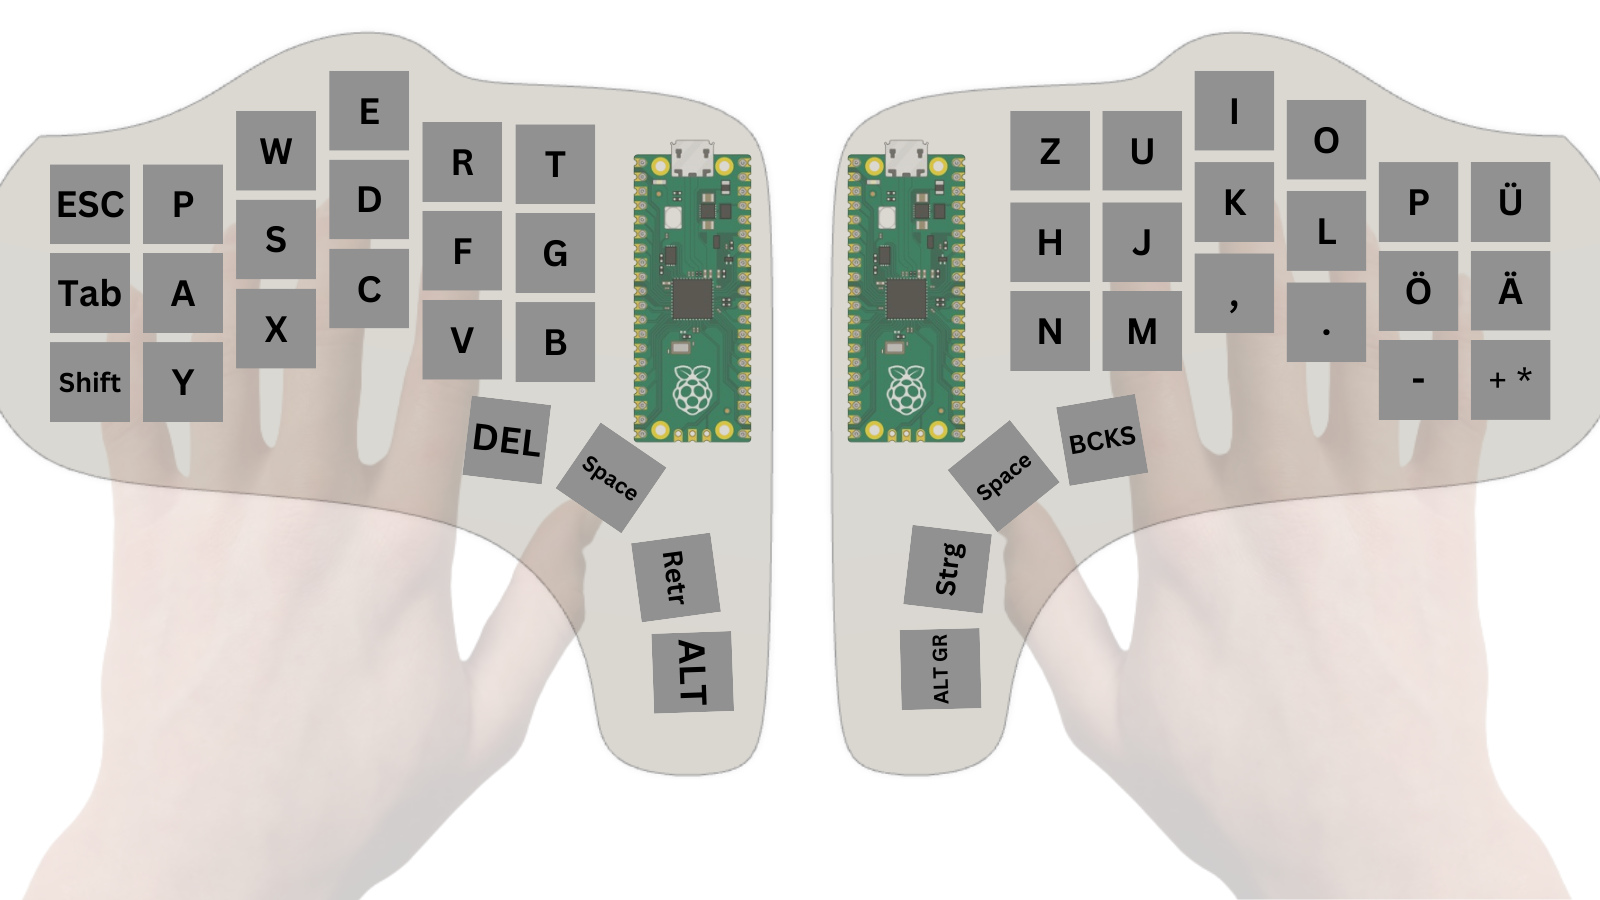 ESC P W E R T
Tab A S D F G
Shift Y X C V B
DEL Space
Retr
ALT
Z U I O P Ü
H J K L Ö Ä
N M , . - + *
Space BCKS
Strg
ALT GR